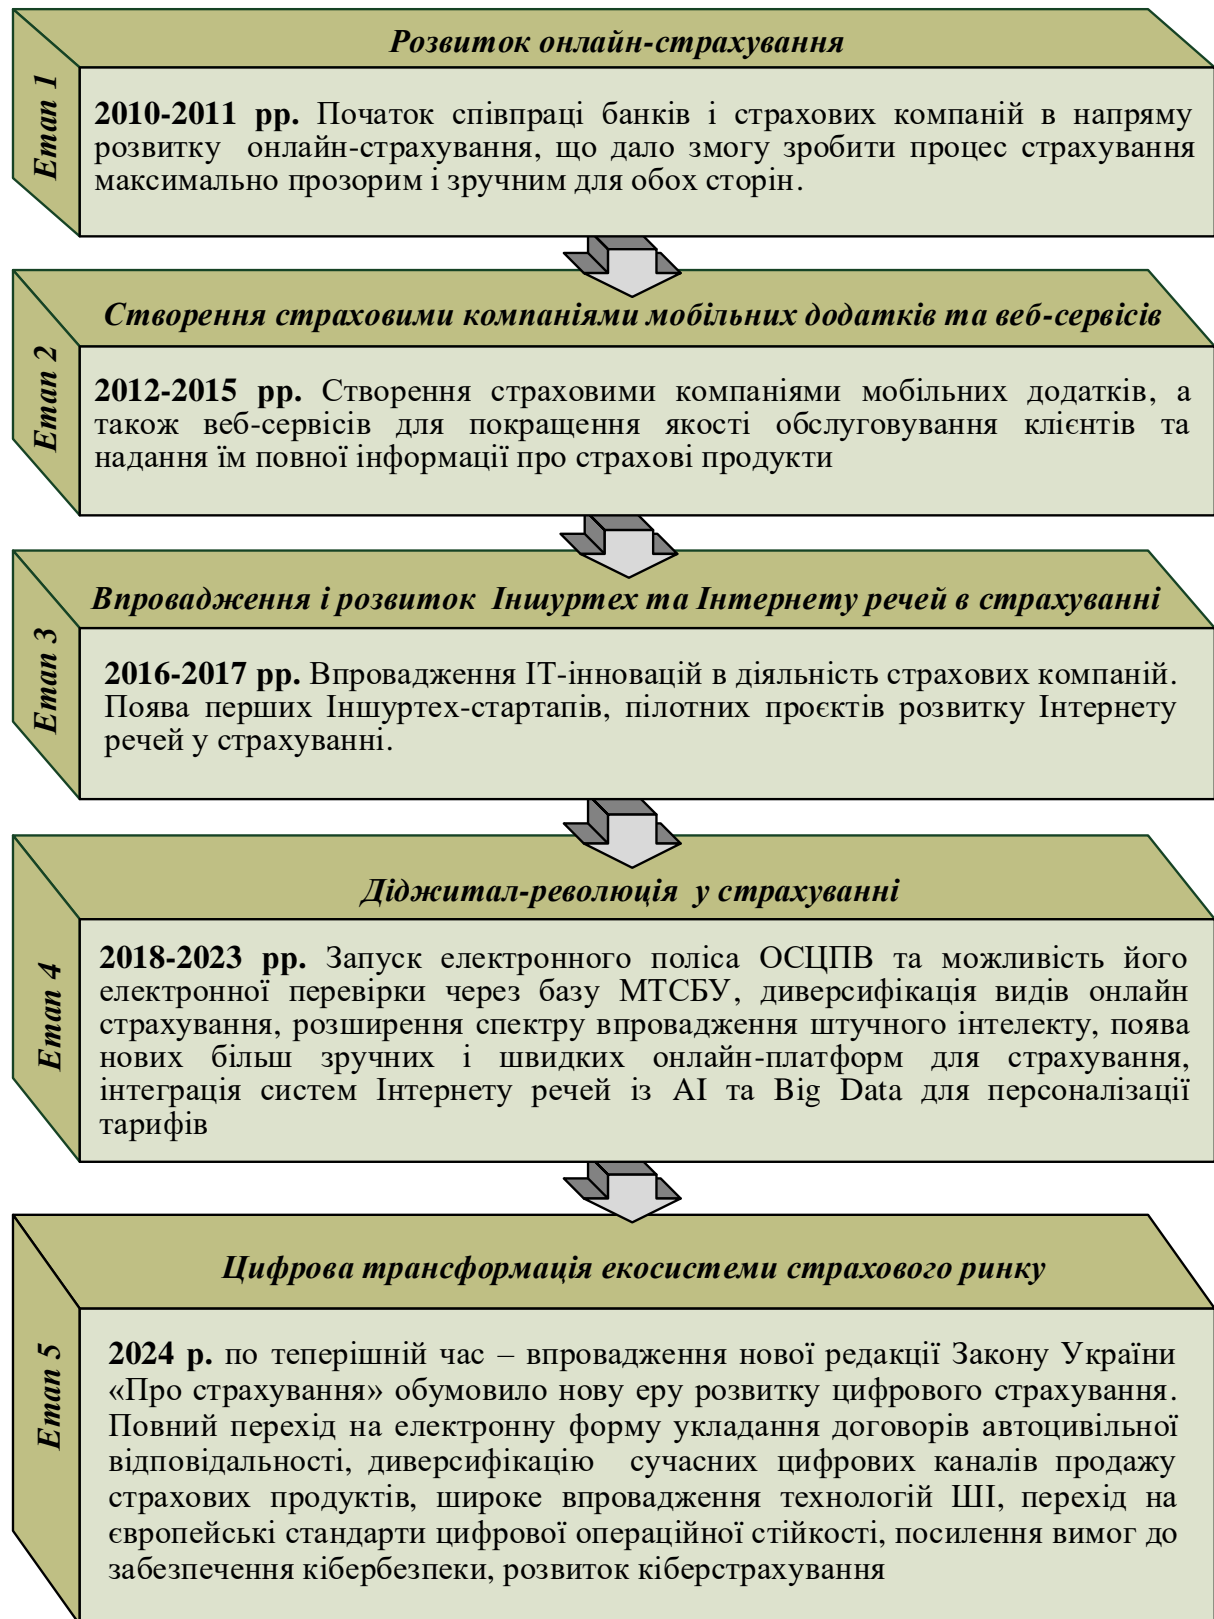 Розвиток онлайн-страхування
Етап 1
2010-2011 рр. Початок співпраці банків і страхових компаній в напряму
розвитку онлайн-страхування, що дало змогу зробити процес страхування
максимально прозорим і зручним для обох сторін.
Створення страховими компаніями мобільних додатків та веб-сервісів
Етап 2
2012-2015 рр. Створення страховими компаніями мобільних додатків, а
також веб-сервісів для покращення якості обслуговування клієнтів та
надання їм повної інформації про страхові продукти
Впровадження і розвиток Іншуртех та Інтернету речей в страхуванні
Етап 3
2016-2017 рр. Впровадження ІТ-інновацій в діяльність страхових компаній.
Поява перших Іншуртех-стартапів, пілотних проєктів розвитку Інтернету
речей у страхуванні.
Діджитал-революція у страхуванні
Етап 4
2018-2023 рр. Запуск електронного поліса ОСЦПВ та можливість його
електронної перевірки через базу МТСБУ, диверсифікація видів онлайн
страхування, розширення спектру впровадження штучного інтелекту, поява
нових більш зручних і швидких онлайн-платформ для страхування,
інтеграція систем Інтернету речей із AI та Big Data для персоналізації
тарифів
Цифрова трансформація екосистеми страхового ринку
Етап 5
2024 р. по теперішній час – впровадження нової редакції Закону України
«Про страхування» обумовило нову еру розвитку цифрового страхування.
Повний перехід на електронну форму укладання договорів автоцивільної
відповідальності, диверсифікацію сучасних цифрових каналів продажу
страхових продуктів, широке впровадження технологій ШІ, перехід на
європейські стандарти цифрової операційної стійкості, посилення вимог до
забезпечення кібербезпеки, розвиток кіберстрахування